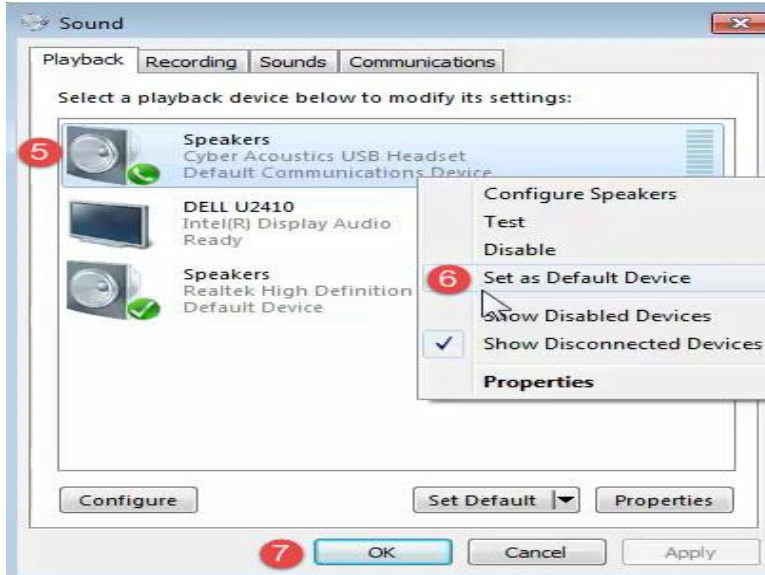 Sound
Playback Recording Sounds Communications
Select a playback device below to modify its settings:
5
Speakers
Cyber Acoustics USB Headset
Default Communications Device
DELL U2410
Intel(R) Display Audio
Ready
Speakers
Realtek High Definition
Default Device
Configure Speakers
Test
Disable
6 Set as Default Device
Show Disabled Devices
Show Disconnected Devices
Properties
Configure Set Default Properties
7 OK Cancel Apply